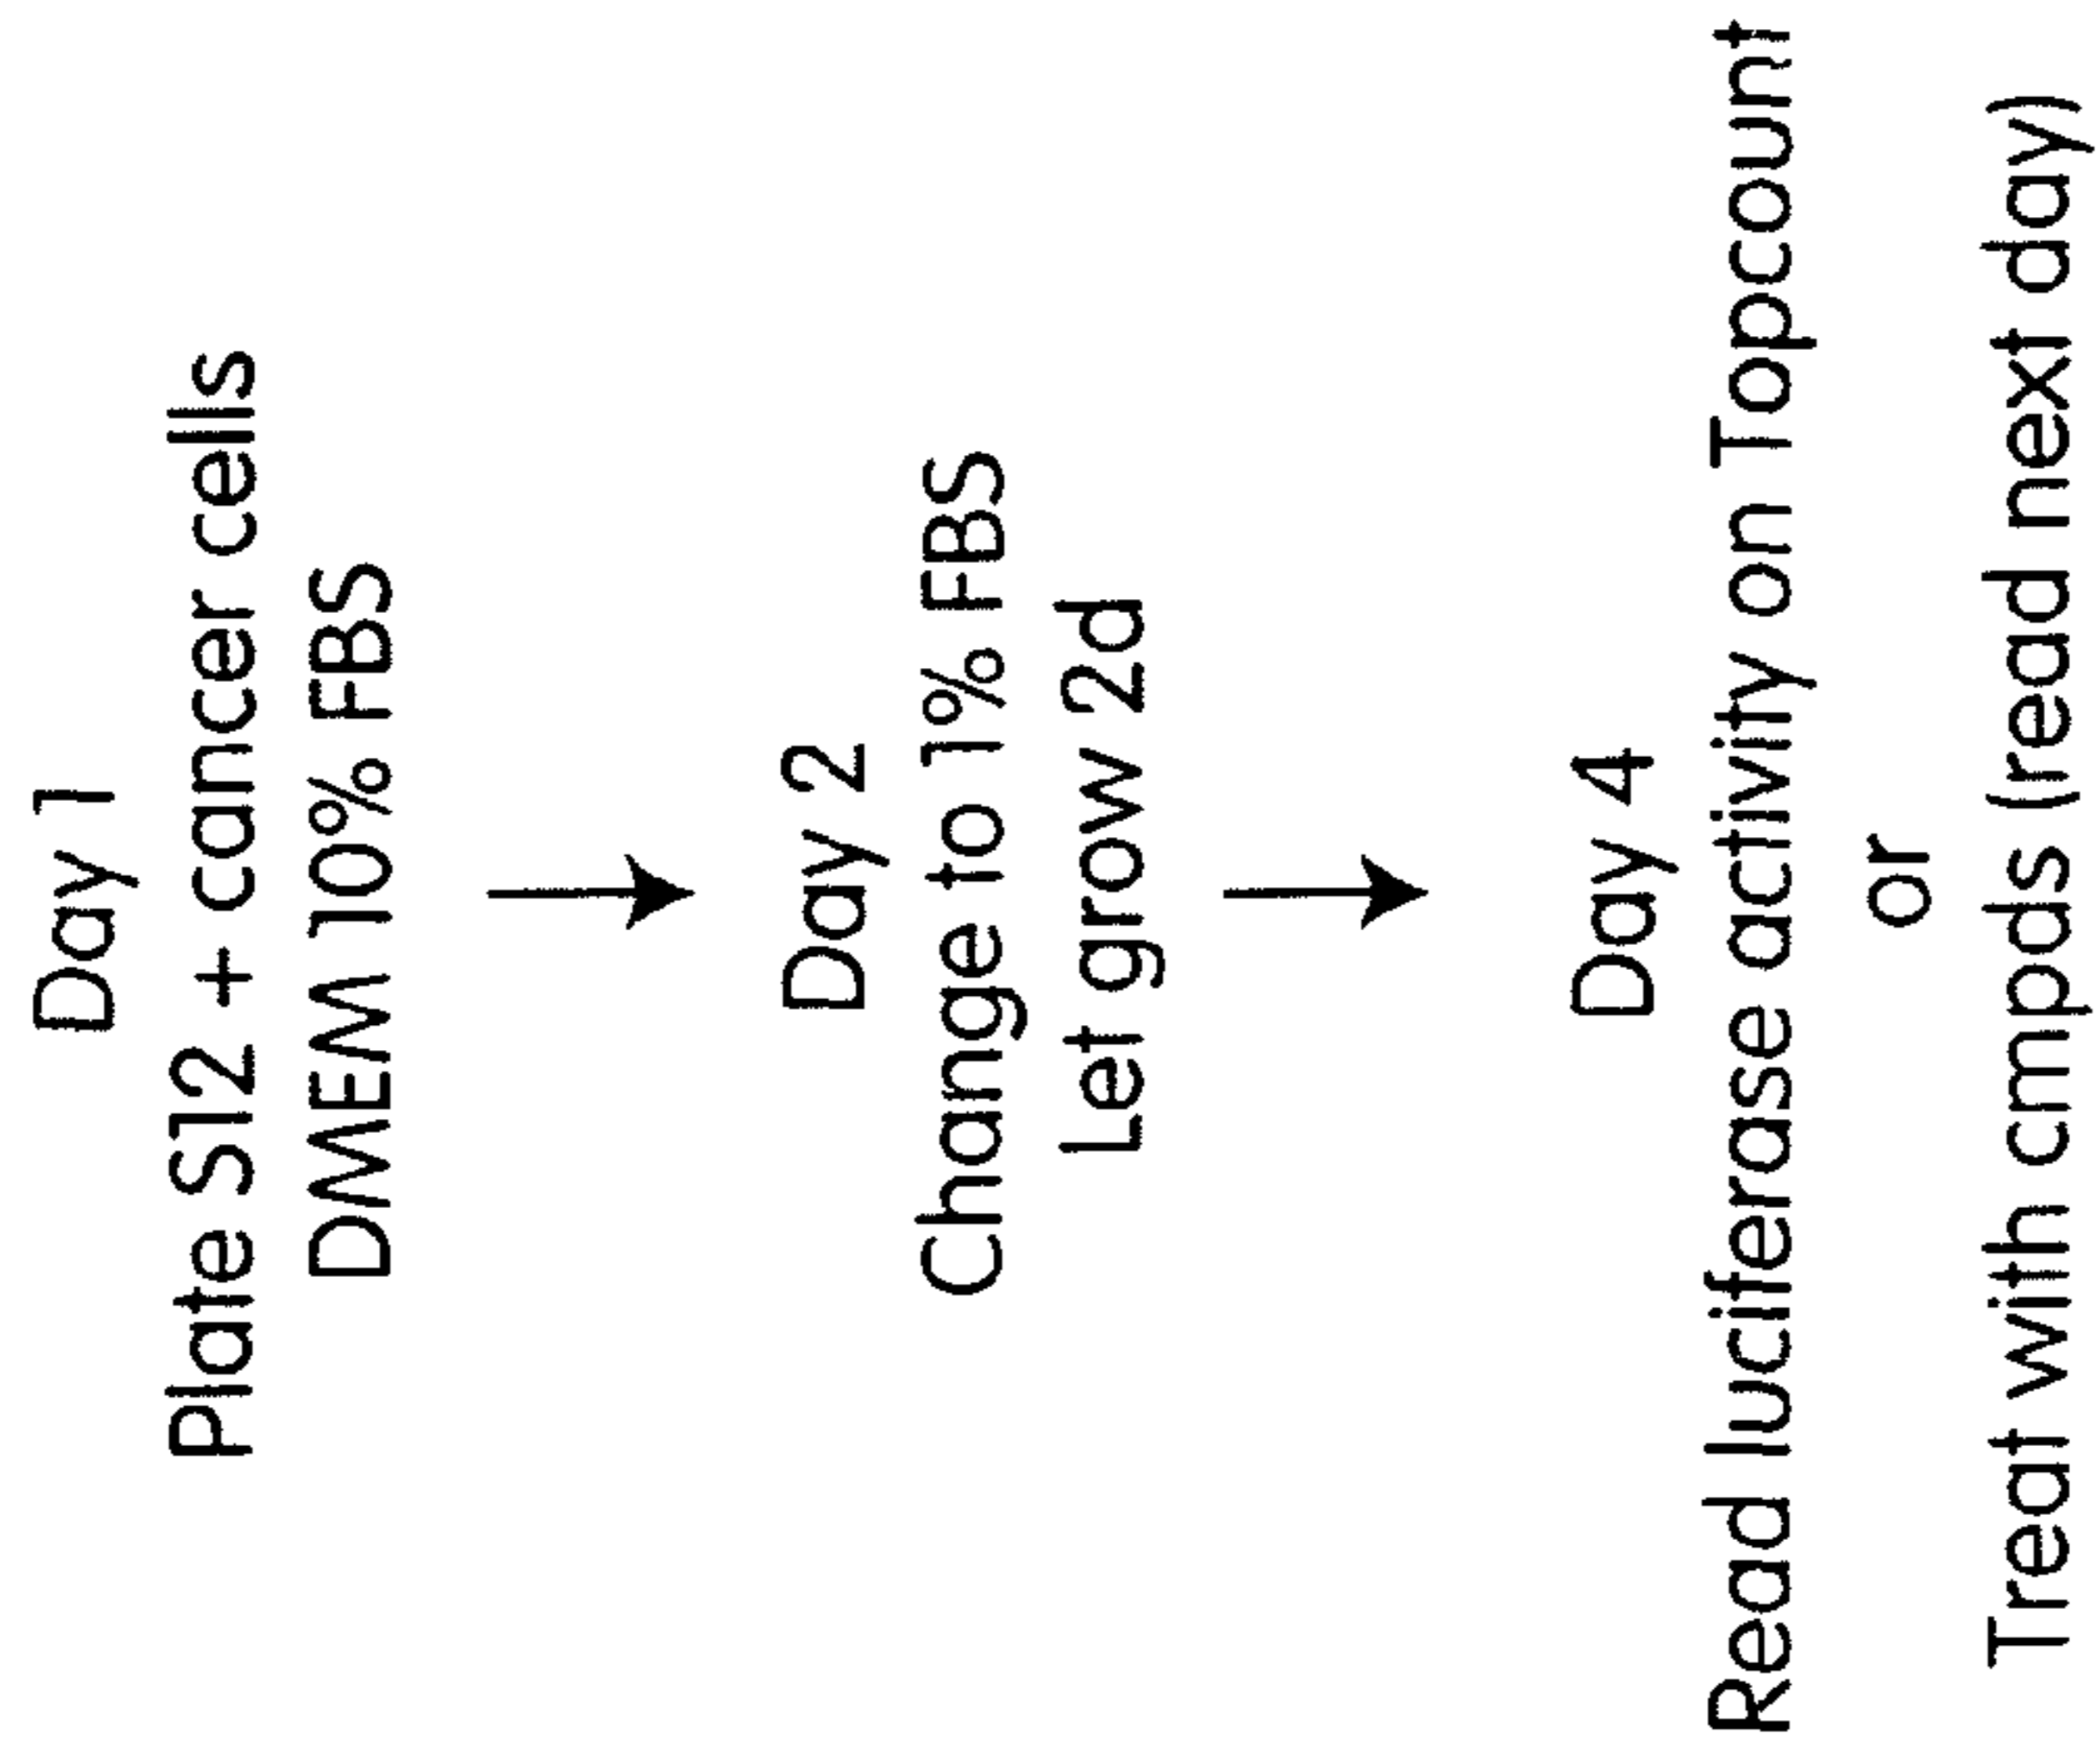 Day 1
Plate S12 + cancer cells
DMEM 10% FBS
Day 2
Change to 1% FBS
Let grow 2d
Day 4
Read luciferase activity on Topcount
or
Treat with cmpds (read next day)